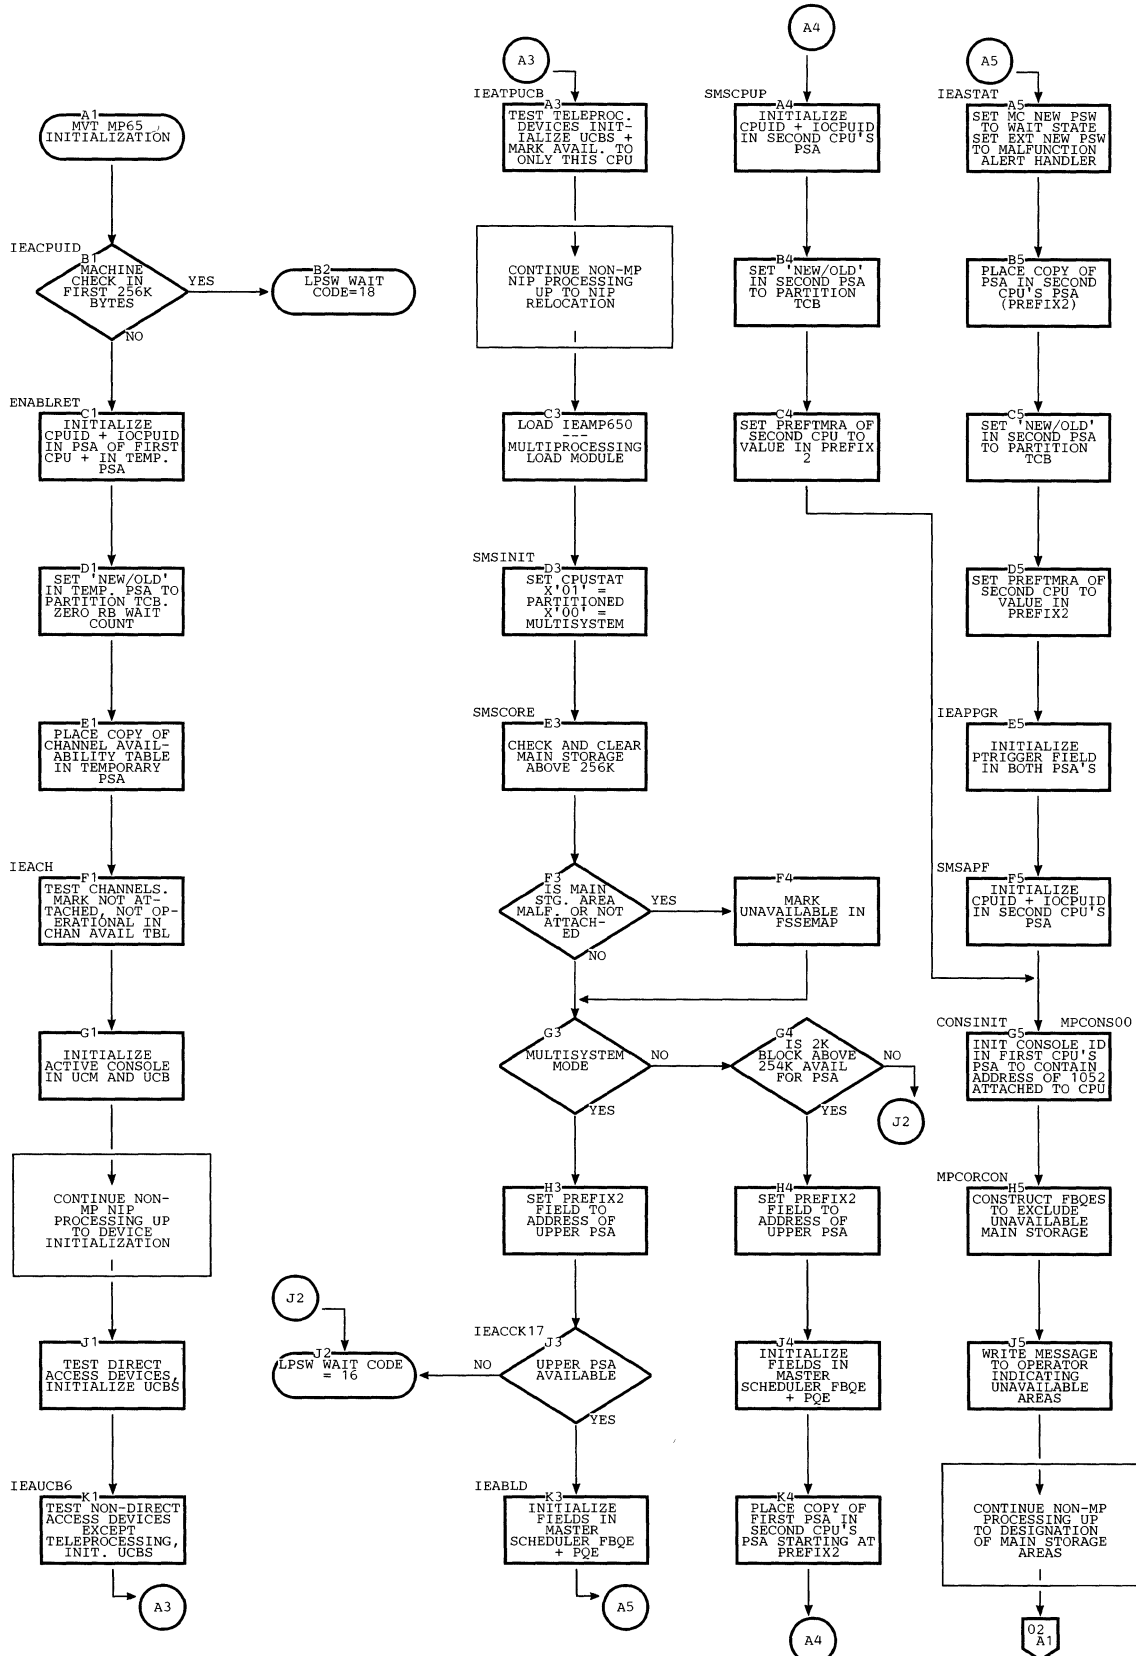 A1
MVT MP65
INITIALIZATION
IEACPUID
B1
MACHINE
CHECK IN
FIRST 256K
BYTES
YES
NO
B2
LPSW WAIT
CODE=18
ENABLRET
C1
INITIALIZE
CPUID + IOCPUID
IN PSA OF FIRST
CPU + IN TEMP.
PSA
D1
SET 'NEW/OLD'
IN TEMP. PSA TO
PARTITION TCB.
ZERO RB WAIT
COUNT
E1
PLACE COPY OF
CHANNEL AVAIL-
ABILITY TABLE
IN TEMPORARY
PSA
IEACH
F1
TEST CHANNELS.
MARK NOT AT-
TACHED, NOT OP-
ERATIONAL IN
CHAN AVAIL TBL
G1
INITIALIZE
ACTIVE CONSOLE
IN UCM AND UCB
CONTINUE NON-
MP NIP
PROCESSING UP
TO DEVICE
INITIALIZATION
J1
TEST DIRECT
ACCESS DEVICES,
INITIALIZE UCBS
IEAUCB6
K1
TEST NON-DIRECT
ACCESS DEVICES
EXCEPT
TELEPROCESSING,
INIT. UCBS
A3
J2
J2
LPSW WAIT CODE
= 16
A3
IEATPUCB
A3
TEST TELEPROC.
DEVICES INIT-
IALIZE UCBS +
MARK AVAIL. TO
ONLY THIS CPU
CONTINUE NON-MP
NIP PROCESSING
UP TO NIP
RELOCATION
C3
LOAD IEAMP650
---
MULTIPROCESSING
LOAD MODULE
SMSINIT
D3
SET CPUSTAT
X'01' =
PARTITIONED
X'00' =
MULTISYSTEM
SMSCORE
E3
CHECK AND CLEAR
MAIN STORAGE
ABOVE 256K
F3
IS MAIN
STG. AREA
MALF. OR NOT
ATTACH-
ED
YES
NO
G3
MULTISYSTEM
MODE
NO
YES
H3
SET PREFIX2
FIELD TO
ADDRESS OF
UPPER PSA
IEACCK17
J3
UPPER PSA
AVAILABLE
NO
YES
IEABLD
K3
INITIALIZE
FIELDS IN
MASTER
SCHEDULER FBQE
+ PQE
A5
A4
SMSCPUP
A4
INITIALIZE
CPUID + IOCPUID
IN SECOND CPU'S
PSA
B4
SET 'NEW/OLD'
IN SECOND PSA
TO PARTITION
TCB
C4
SET PREFTMRA OF
SECOND CPU TO
VALUE IN PREFIX
2
F4
MARK
UNAVAILABLE IN
FSSEMAP
G4
IS 2K
BLOCK ABOVE
254K AVAIL
FOR PSA
NO
YES
J2
H4
SET PREFIX2
FIELD TO
ADDRESS OF
UPPER PSA
J4
INITIALIZE
FIELDS IN
MASTER
SCHEDULER FBQE
+ PQE
K4
PLACE COPY OF
FIRST PSA IN
SECOND CPU'S
PSA STARTING AT
PREFIX2
A4
A5
IEASTAT
A5
SET MC NEW PSW
TO WAIT STATE
SET EXT NEW PSW
TO MALFUNCTION
ALERT HANDLER
B5
PLACE COPY OF
PSA IN SECOND
CPU'S PSA
(PREFIX2)
C5
SET 'NEW/OLD'
IN SECOND PSA
TO PARTITION
TCB
D5
SET PREFTMRA OF
SECOND CPU TO
VALUE IN
PREFIX2
IEAPPGR
E5
INITIALIZE
PTRIGGER FIELD
IN BOTH PSA'S
SMSAPF
F5
INITIALIZE
CPUID + IOCPUID
IN SECOND CPU'S
PSA
CONSINIT MPCONS00
G5
INIT CONSOLE ID
IN FIRST CPU'S
PSA TO CONTAIN
ADDRESS OF 1052
ATTACHED TO CPU
MPCORCON
H5
CONSTRUCT FBQES
TO EXCLUDE
UNAVAILABLE
MAIN STORAGE
J5
WRITE MESSAGE
TO OPERATOR
INDICATING
UNAVAILABLE
AREAS
CONTINUE NON-MP
PROCESSING UP
TO DESIGNATION
OF MAIN STORAGE
AREAS
02
A1